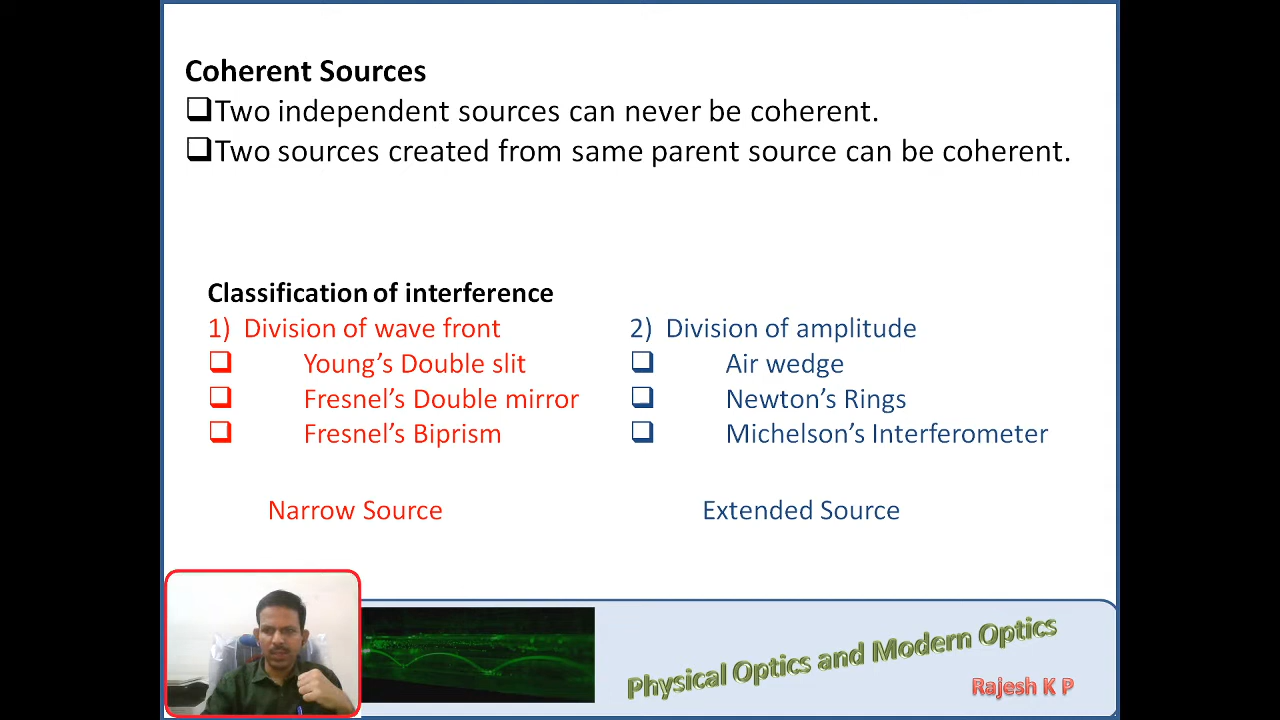 Coherent Sources
❑Two independent sources can never be coherent.
❑Two sources created from same parent source can be coherent.
Classification of interference
1) Division of wave front
❑ Young's Double slit
❑ Fresnel's Double mirror
❑ Fresnel's Biprism
Narrow Source
2) Division of amplitude
❑ Air wedge
❑ Newton's Rings
❑ Michelson's Interferometer
Extended Source
Physical Optics and Modern Optics
Rajesh K P